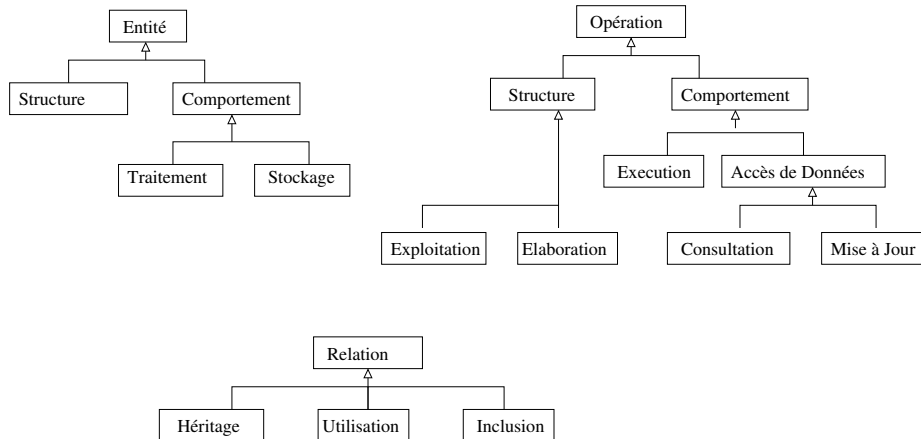 Entité
Opération
Structure
Comportement
Structure
Comportement
Traitement
Stockage
Execution
Accès de Données
Exploitation
Elaboration
Consultation
Mise à Jour
Relation
Héritage
Utilisation
Inclusion